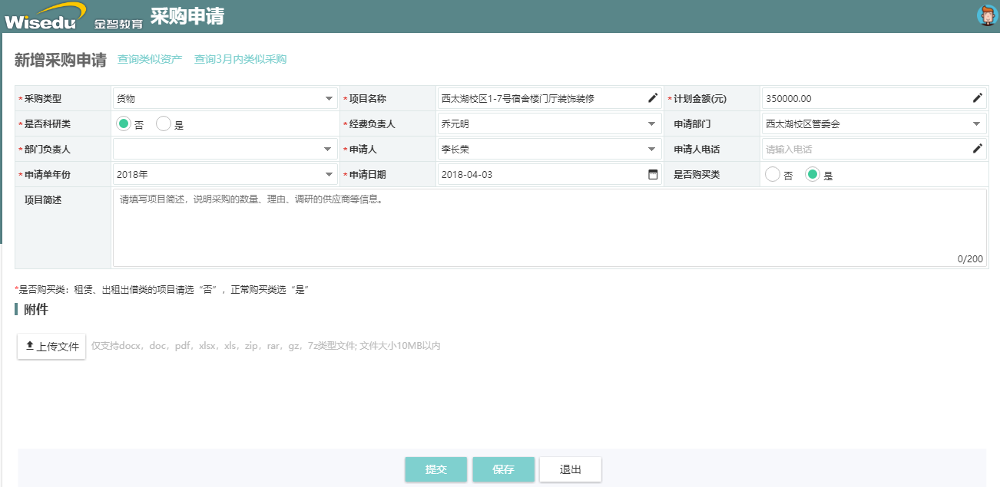 Wisedu 金智教育 采购申请
新增采购申请 查询类似资产 查询3月内类似采购
*采购类型 货物 *项目名称 西太湖校区1-7号宿舍楼门厅装饰装修 *计划金额(元) 350000.00
*是否科研类 否 是 *经费负责人 乔元明 申请部门 西太湖校区管委会
*部门负责人 *申请人 李长荣 申请人电话 请输入电话
*申请单年份 2018年 *申请日期 2018-04-03 是否购买类 否 是
项目简述 请填写项目简述，说明采购的数量、理由、调研的供应商等信息。
0/200
*是否购买类：租赁、出租出借类的项目请选“否”，正常购买类选“是”
附件
上传文件 仅支持docx，doc，pdf，xlsx，xls，zip，rar，gz，7z类型文件; 文件大小10MB以内
提交 保存 退出